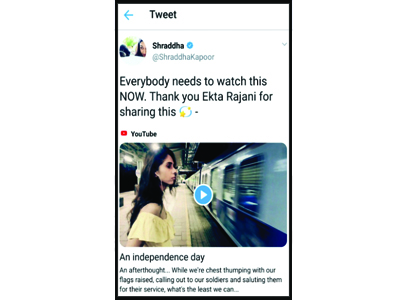 Tweet
Shraddha
@ShraddhaKapoor
Everybody needs to watch this
NOW. Thank you Ekta Rajani for
sharing this 💫 -
YouTube
An independence day
An afterthought... While we're chest thumping with our
flags raised, calling out to our soldiers and saluting them
for their service, what's the least we can...